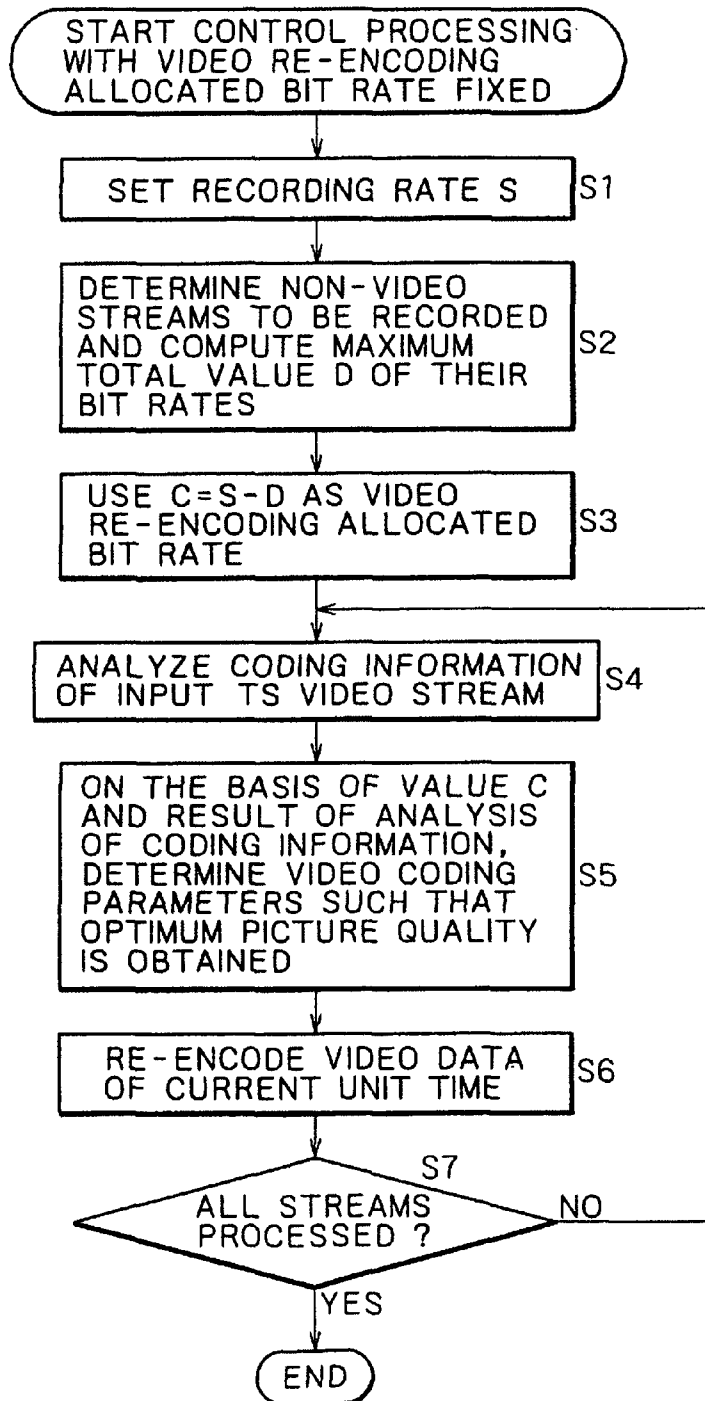 START CONTROL PROCESSING
WITH VIDEO RE-ENCODING
ALLOCATED BIT RATE FIXED
SET RECORDING RATE S
S1
DETERMINE NON-VIDEO
STREAMS TO BE RECORDED
AND COMPUTE MAXIMUM
TOTAL VALUE D OF THEIR
BIT RATES
S2
USE C=S-D AS VIDEO
RE-ENCODING ALLOCATED
BIT RATE
S3
ANALYZE CODING INFORMATION
OF INPUT TS VIDEO STREAM
S4
ON THE BASIS OF VALUE C
AND RESULT OF ANALYSIS
OF CODING INFORMATION,
DETERMINE VIDEO CODING
PARAMETERS SUCH THAT
OPTIMUM PICTURE QUALITY
IS OBTAINED
S5
RE-ENCODE VIDEO DATA
OF CURRENT UNIT TIME
S6
S7
ALL STREAMS
PROCESSED ?
NO
YES
END